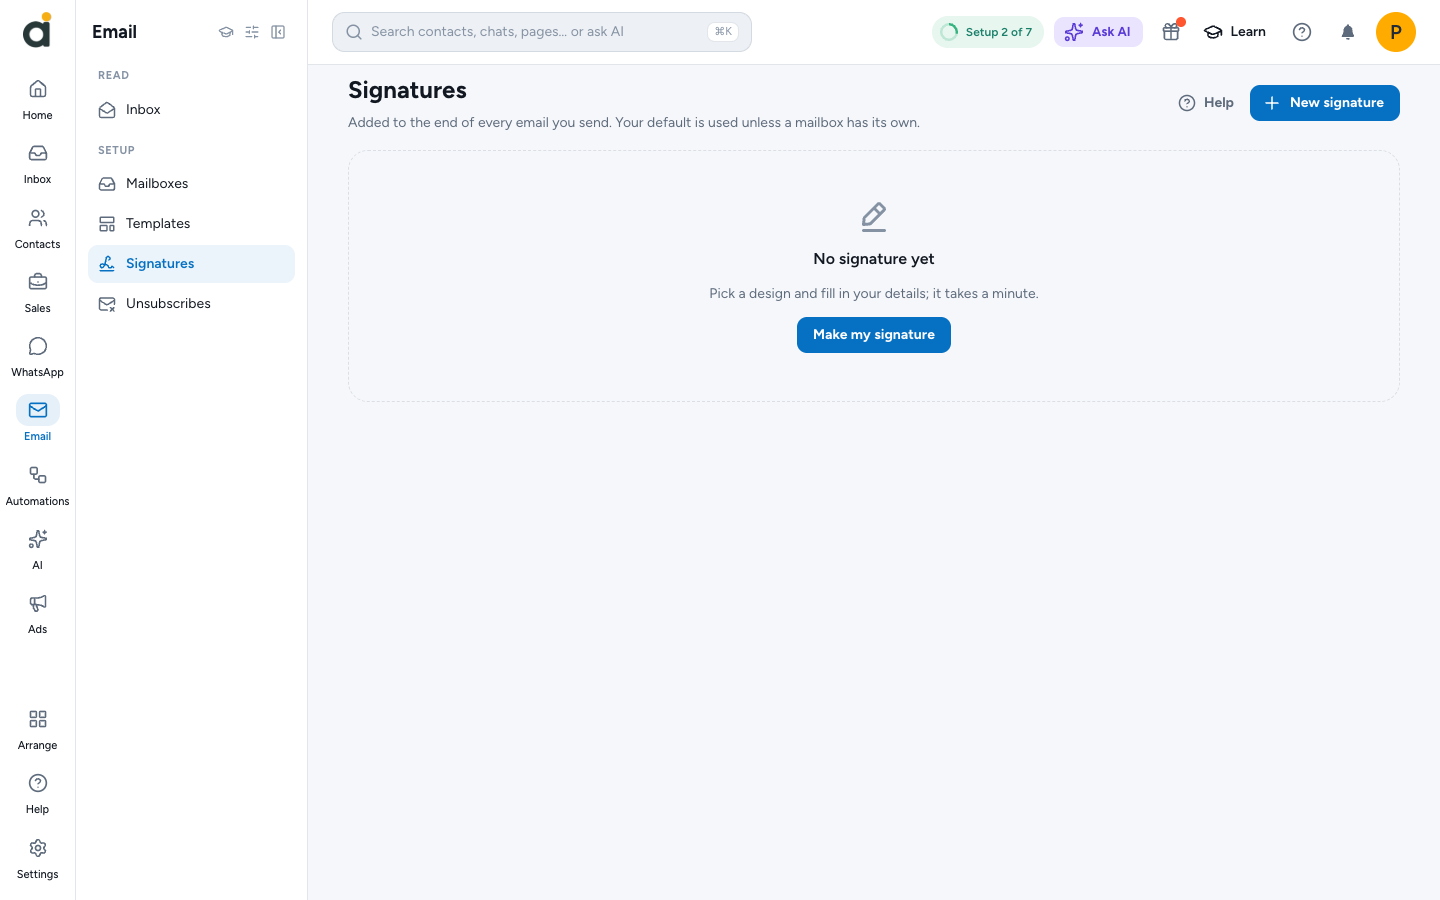 Email
Search contacts, chats, pages... or ask AI
⌘K
Setup 2 of 7
Ask AI
Learn
P
Home
Inbox
Contacts
Sales
WhatsApp
Email
Automations
AI
Ads
Arrange
Help
Settings
READ
Inbox
SETUP
Mailboxes
Templates
Signatures
Unsubscribes
Signatures
Added to the end of every email you send. Your default is used unless a mailbox has its own.
Help
New signature
No signature yet
Pick a design and fill in your details; it takes a minute.
Make my signature